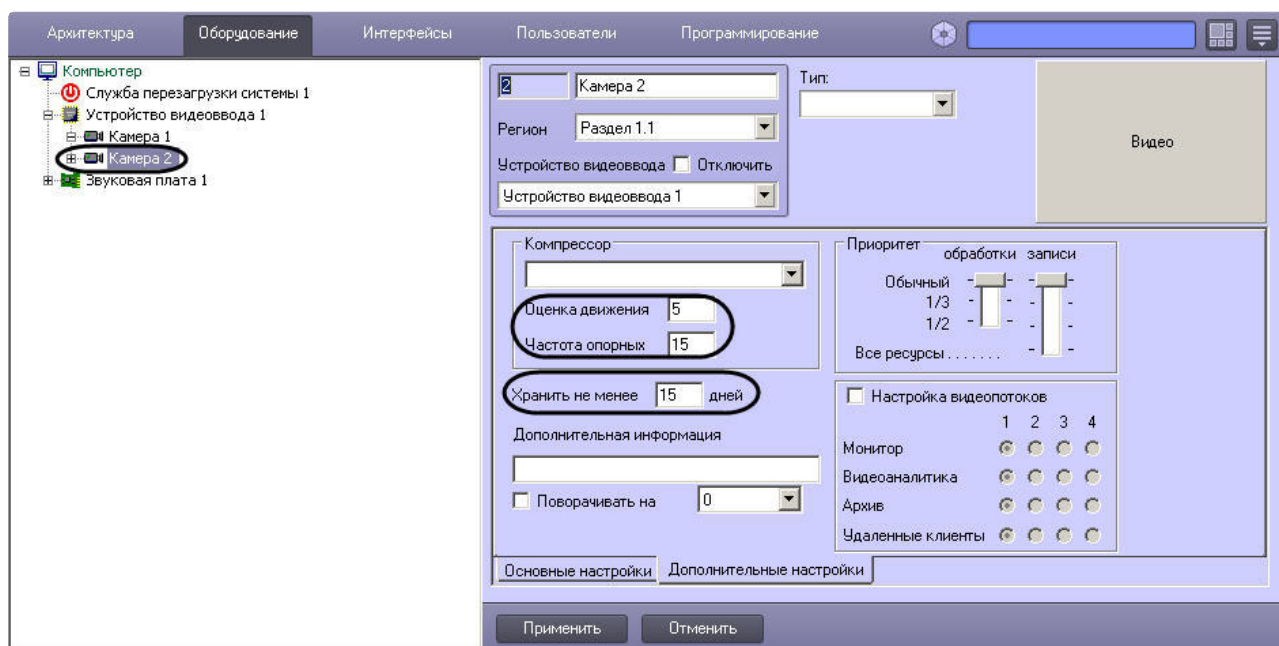 Архитектура Оборудование Интерфейсы Пользователи Программирование
Компьютер
Служба перезагрузки системы 1
Устройство видеоввода 1
Камера 1
Камера 2
Звуковая плата 1
2 Камера 2
Тип:
Регион Раздел 1.1
Устройство видеоввода Отключить
Устройство видеоввода 1
Видео
Компрессор
Оценка движения 5
Частота опорных 15
Хранить не менее 15 дней
Дополнительная информация
Поворачивать на 0
Приоритет
обработки записи
Обычный
1/3
1/2
Все ресурсы . . . . . . .
Настройка видеопотоков
1 2 3 4
Монитор
Видеоаналитика
Архив
Удаленные клиенты
Основные настройки Дополнительные настройки
Применить Отменить